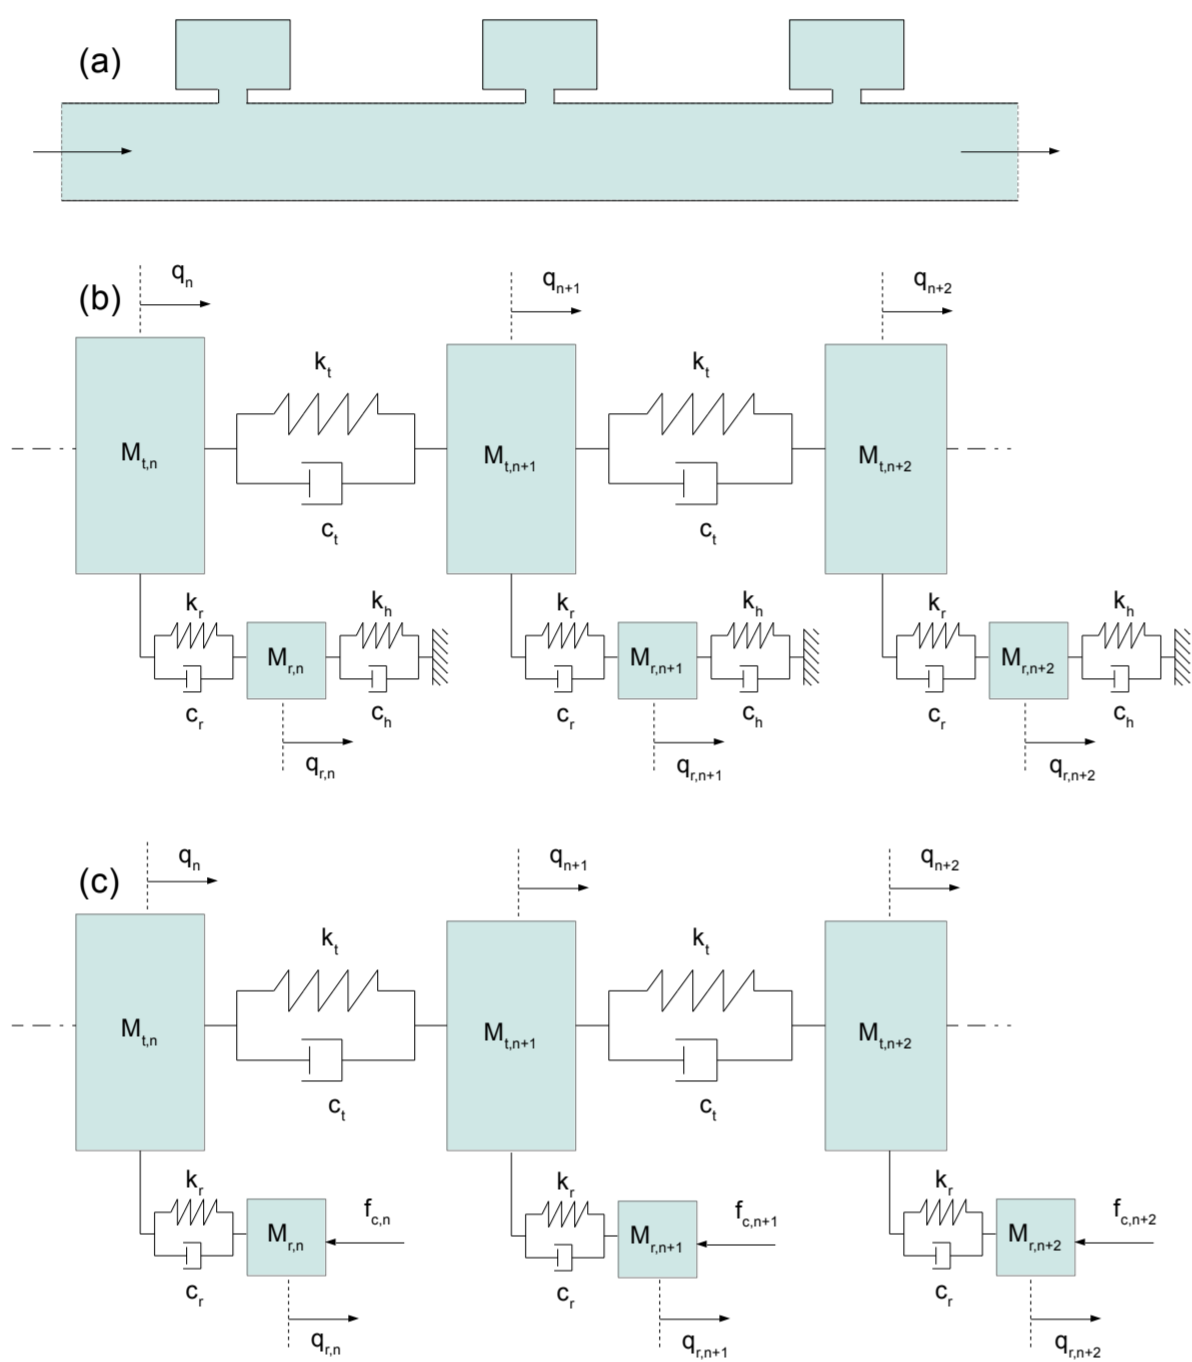 (a)
(b)
q_n
q_{n+1}
q_{n+2}
k_t
k_t
M_{t,n}
M_{t,n+1}
M_{t,n+2}
c_t
c_t
k_r
k_h
k_r
k_h
k_r
k_h
M_{r,n}
M_{r,n+1}
M_{r,n+2}
c_r
c_h
c_r
c_h
c_r
c_h
q_{r,n}
q_{r,n+1}
q_{r,n+2}
(c)
q_n
q_{n+1}
q_{n+2}
k_t
k_t
M_{t,n}
M_{t,n+1}
M_{t,n+2}
c_t
c_t
k_r
f_{c,n}
k_r
f_{c,n+1}
k_r
f_{c,n+2}
M_{r,n}
M_{r,n+1}
M_{r,n+2}
c_r
c_r
c_r
q_{r,n}
q_{r,n+1}
q_{r,n+2}